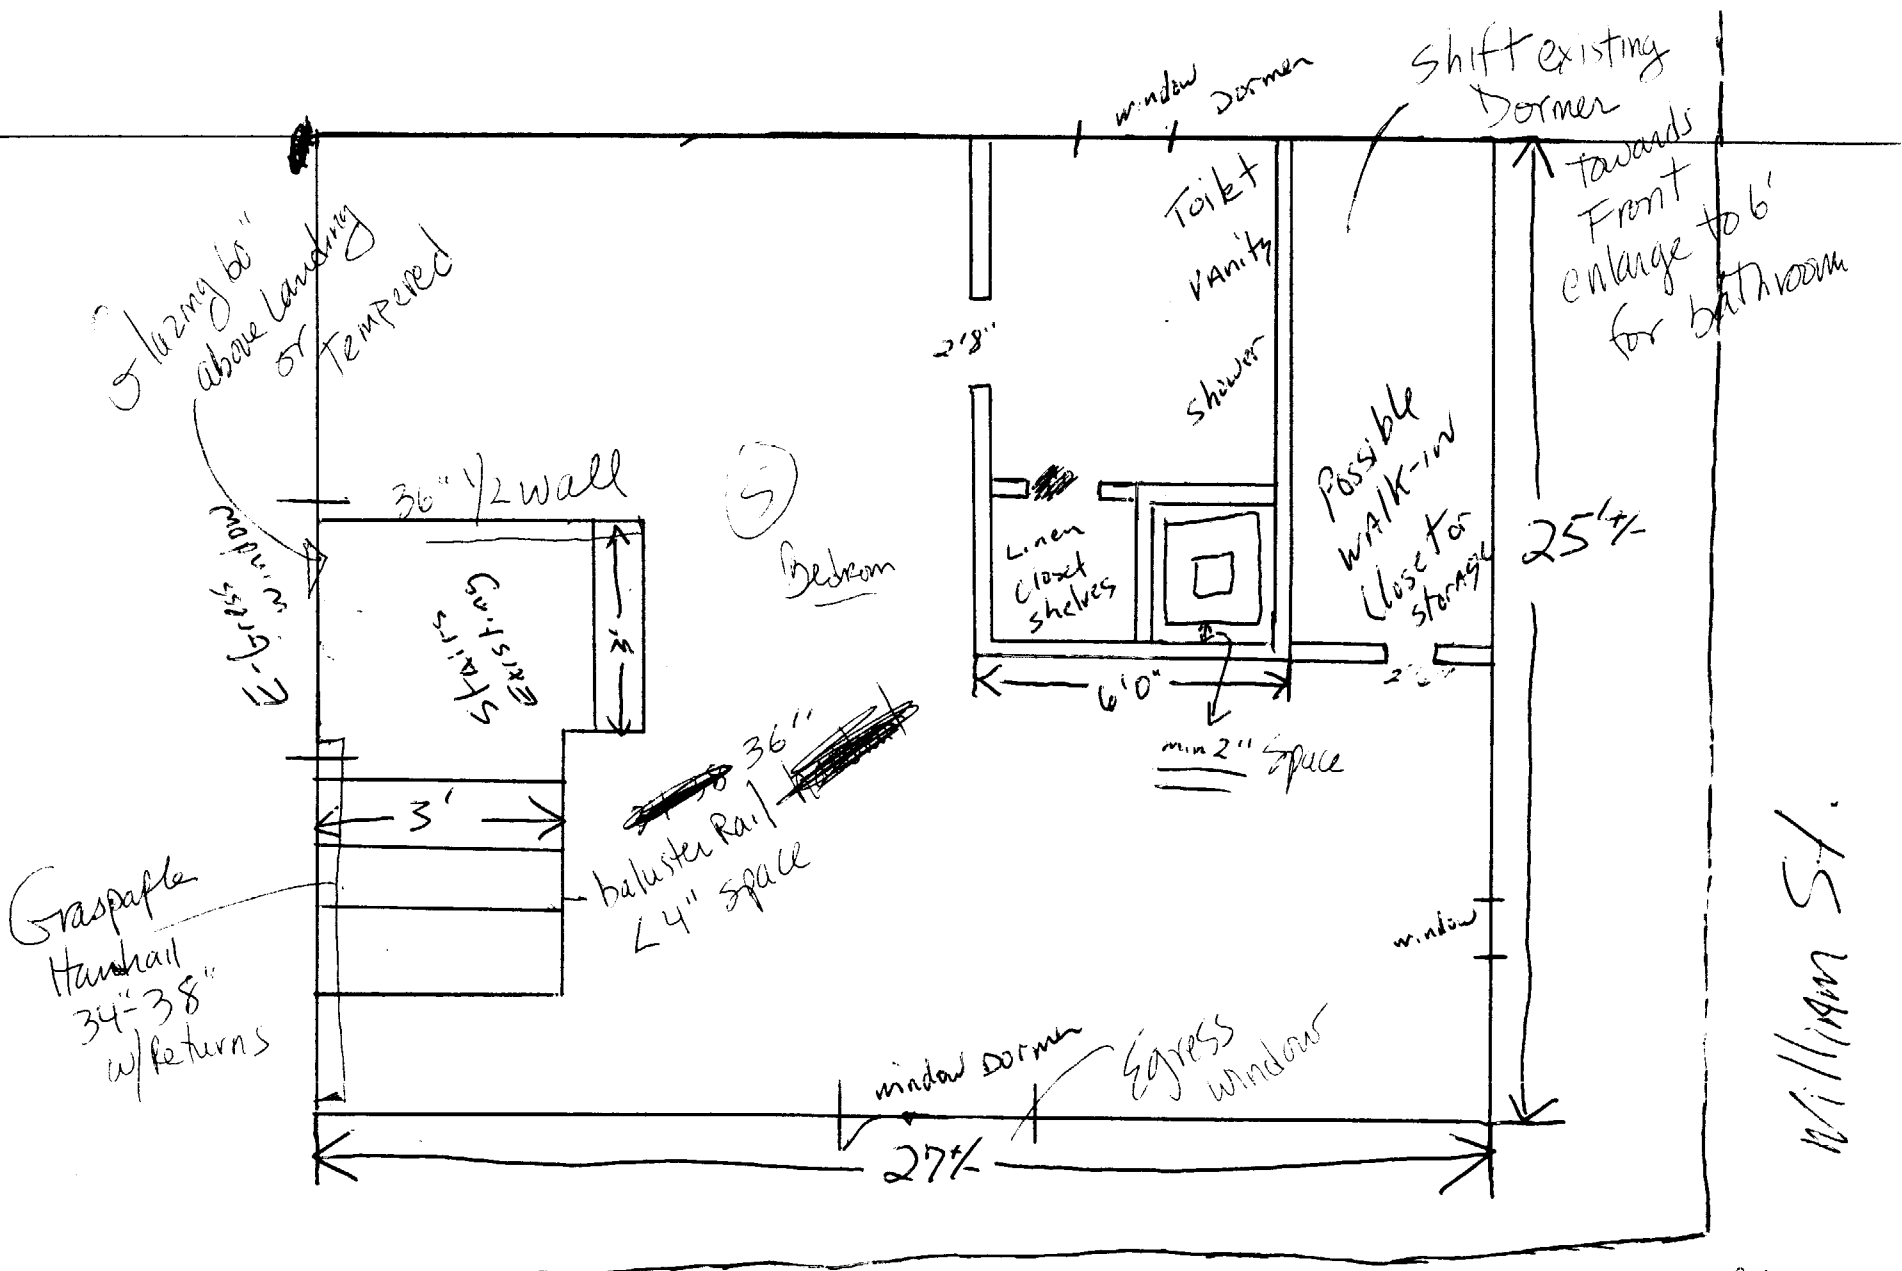 Shift existing
Dormer
towards
Front
enlarge to 6'
for bathroom
window Dormer
Toilet
vanity
shower
2'8"
Glazing 60"
above Landing
or
Tempered
36" 1/2 wall
S
Bedroom
E-Gress
window
Stairs
Existing
3'
Linen
closet
shelves
Possible
WALK-IN
Closet or
storage
25'+/-
6'0"
min 2" space
36"
baluster Rail
<4" space
3'
Graspable
Handrail
34"-38"
w/Returns
window
window Dormer
Egress
window
27+/-
William St.